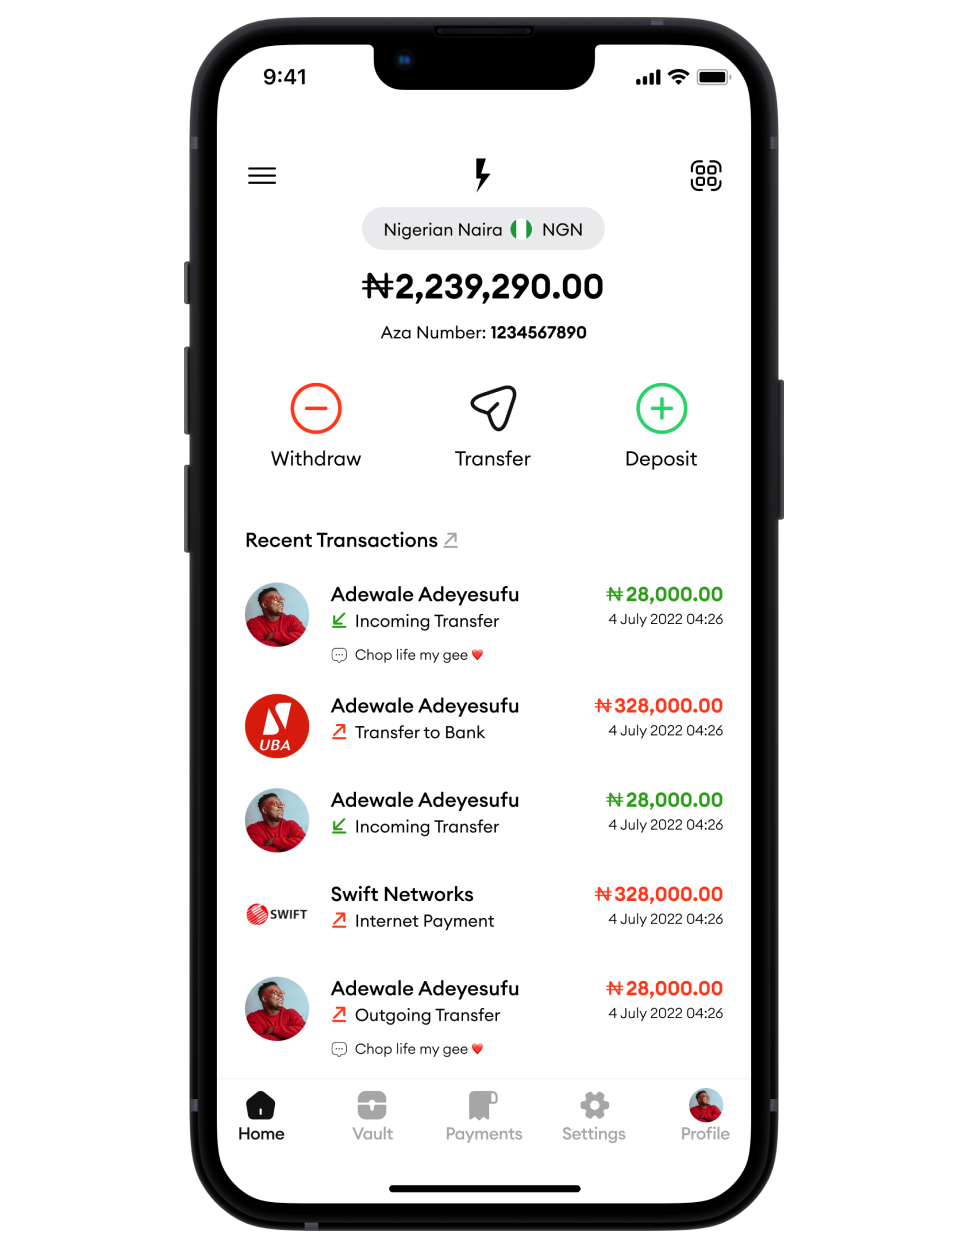 9:41
Nigerian Naira NGN
₦2,239,290.00
Aza Number: 1234567890
Withdraw Transfer Deposit
Recent Transactions
Adewale Adeyesufu ₦28,000.00
Incoming Transfer 4 July 2022 04:26
Chop life my gee ❤️
Adewale Adeyesufu ₦328,000.00
UBA Transfer to Bank 4 July 2022 04:26
Adewale Adeyesufu ₦28,000.00
Incoming Transfer 4 July 2022 04:26
Swift Networks ₦328,000.00
SWIFT Internet Payment 4 July 2022 04:26
Adewale Adeyesufu ₦28,000.00
Outgoing Transfer 4 July 2022 04:26
Chop life my gee ❤️
Home Vault Payments Settings Profile